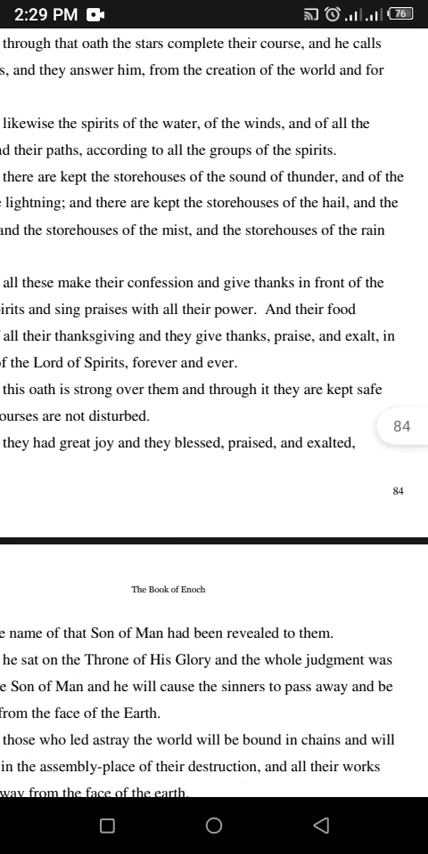 2:29 PM
76
through that oath the stars complete their course, and he calls
s, and they answer him, from the creation of the world and for
likewise the spirits of the water, of the winds, and of all the
d their paths, according to all the groups of the spirits.
there are kept the storehouses of the sound of thunder, and of the
lightning; and there are kept the storehouses of the hail, and the
and the storehouses of the mist, and the storehouses of the rain
all these make their confession and give thanks in front of the
irits and sing praises with all their power. And their food
all their thanksgiving and they give thanks, praise, and exalt, in
of the Lord of Spirits, forever and ever.
this oath is strong over them and through it they are kept safe
ourses are not disturbed.
84
they had great joy and they blessed, praised, and exalted,
84
The Book of Enoch
e name of that Son of Man had been revealed to them.
he sat on the Throne of His Glory and the whole judgment was
e Son of Man and he will cause the sinners to pass away and be
from the face of the Earth.
those who led astray the world will be bound in chains and will
in the assembly-place of their destruction, and all their works
way from the face of the earth.